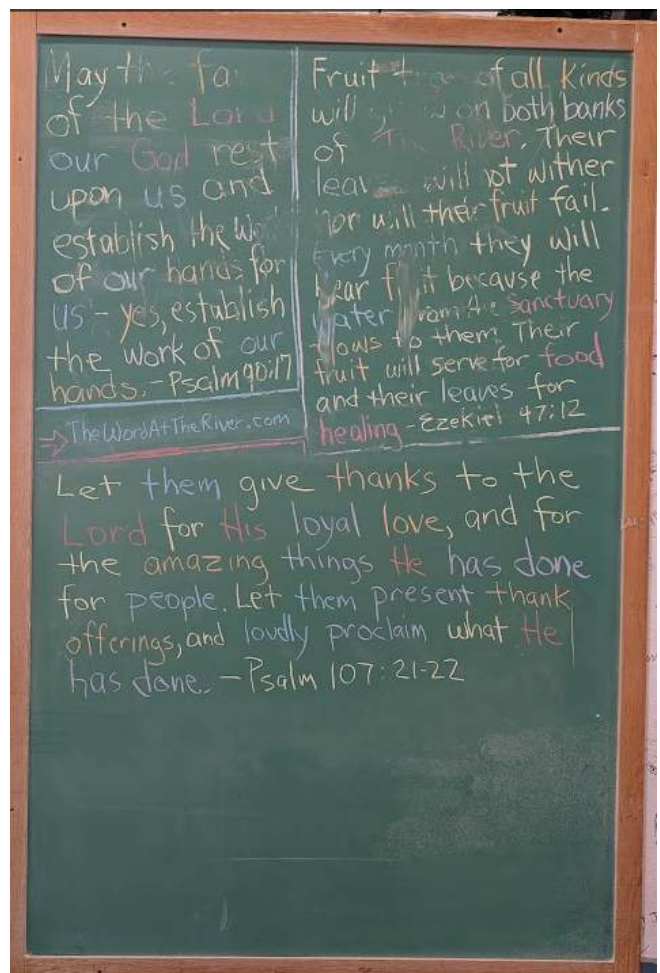 May the fa
of the Lord
our God rest
upon us and
establish the
of our hands for
us - yes, establish
the work of our
hands. - Psalm 90:17
→ TheWordAtTheRiver.com
Fruit of all kinds
will on both banks
of The River. Their
will not wither
nor will their fruit fail.
Every month they will
bear because the
water from the Sanctuary
flows to them. Their
fruit will serve for food
and their leaves for
healing - Ezekiel 47:12
Let them give thanks to the
Lord for His loyal love, and for
the amazing things He has done
for people. Let them present thank
offerings, and loudly proclaim what He
has done. - Psalm 107:21-22